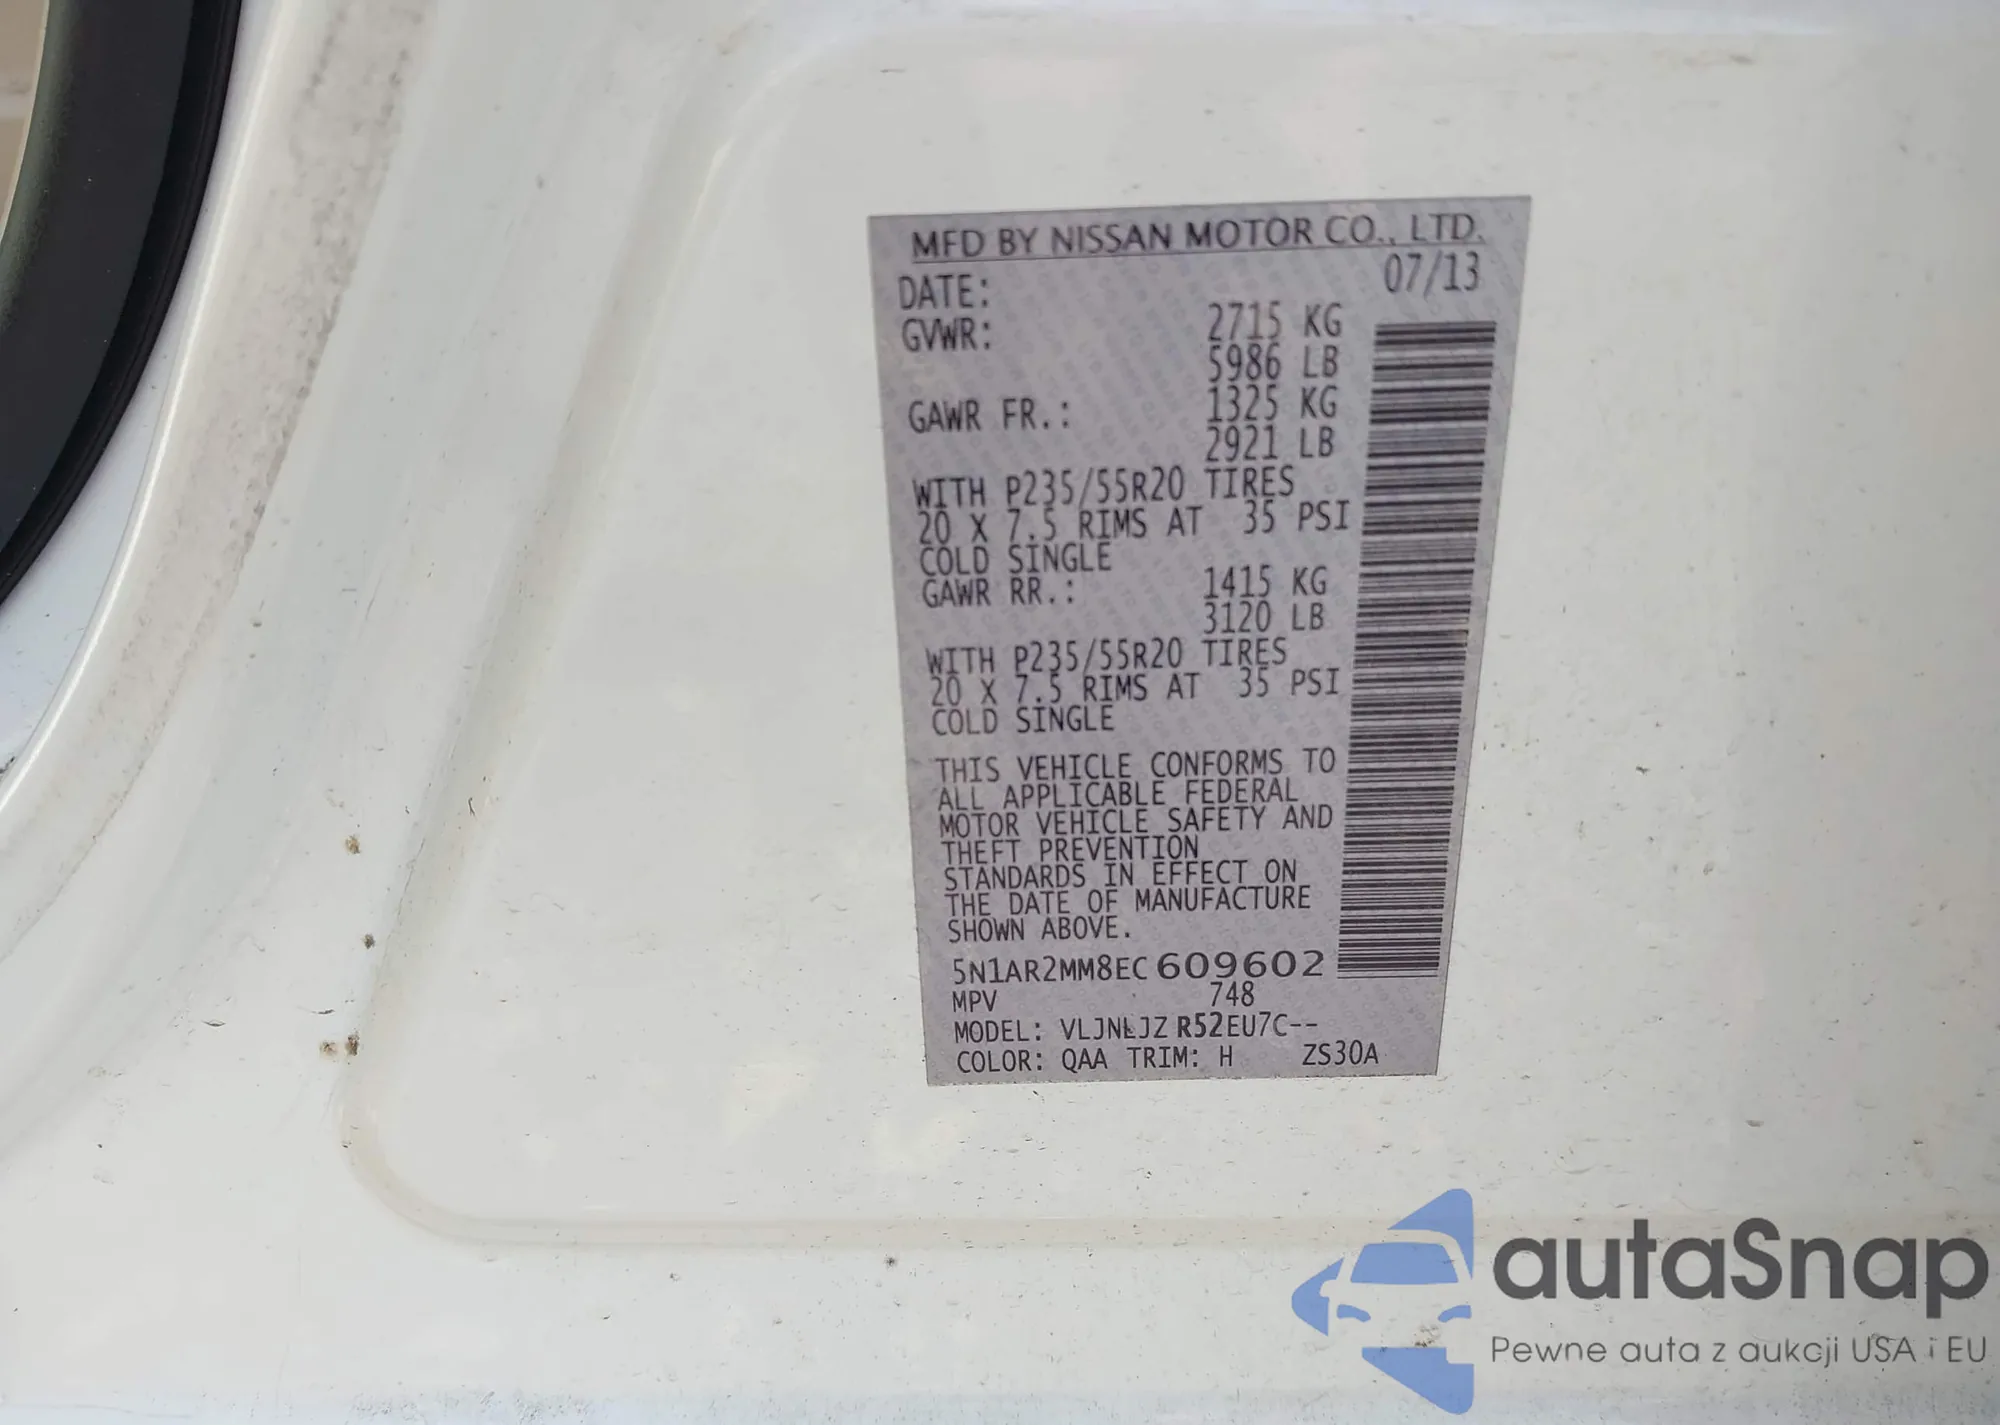 MFD BY NISSAN MOTOR CO., LTD.
DATE: 07/13
GVWR: 2715 KG
5986 LB
GAWR FR.: 1325 KG
2921 LB
WITH P235/55R20 TIRES
20 X 7.5 RIMS AT 35 PSI
COLD SINGLE
GAWR RR.: 1415 KG
3120 LB
WITH P235/55R20 TIRES
20 X 7.5 RIMS AT 35 PSI
COLD SINGLE
THIS VEHICLE CONFORMS TO
ALL APPLICABLE FEDERAL
MOTOR VEHICLE SAFETY AND
THEFT PREVENTION
STANDARDS IN EFFECT ON
THE DATE OF MANUFACTURE
SHOWN ABOVE.
5N1AR2MM8EC609602
MPV 748
MODEL: VLJNLJZ R52EU7C--
COLOR: QAA TRIM: H ZS30A
autaSnap
Pewne auta z aukcji USA i EU